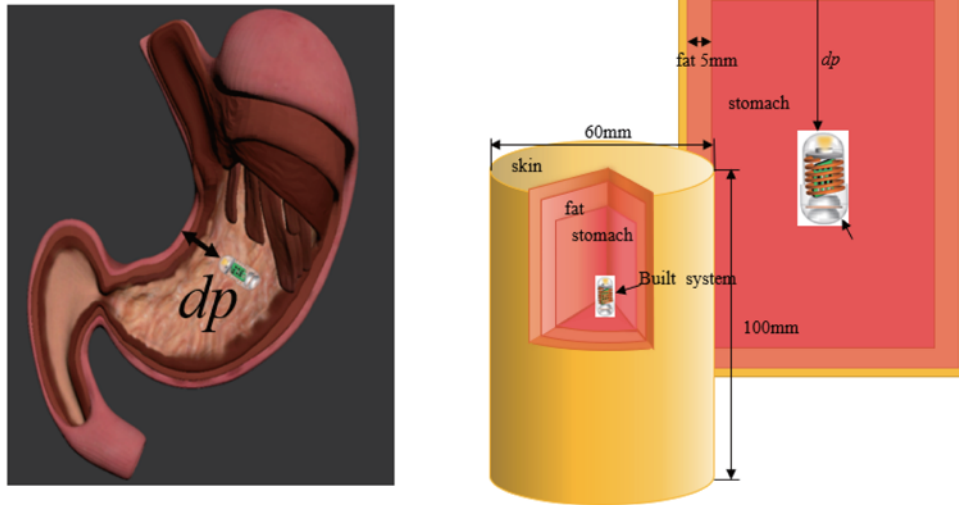 dp
fat 5mm
dp
stomach
60mm
skin
fat
stomach
Built system
100mm